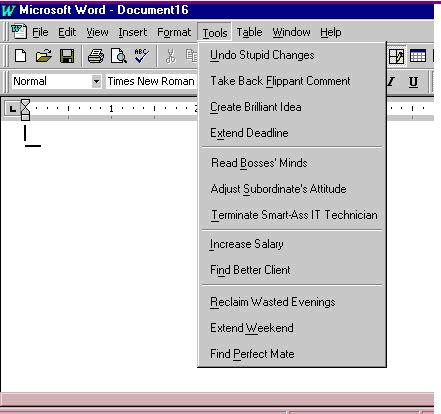 Microsoft Word - Document16
File Edit View Insert Format Tools Table Window Help
Normal Times New Roman I U
1
Undo Stupid Changes
Take Back Flippant Comment
Create Brilliant Idea
Extend Deadline
Read Bosses' Minds
Adjust Subordinate's Attitude
Terminate Smart-Ass IT Technician
Increase Salary
Find Better Client
Reclaim Wasted Evenings
Extend Weekend
Find Perfect Mate